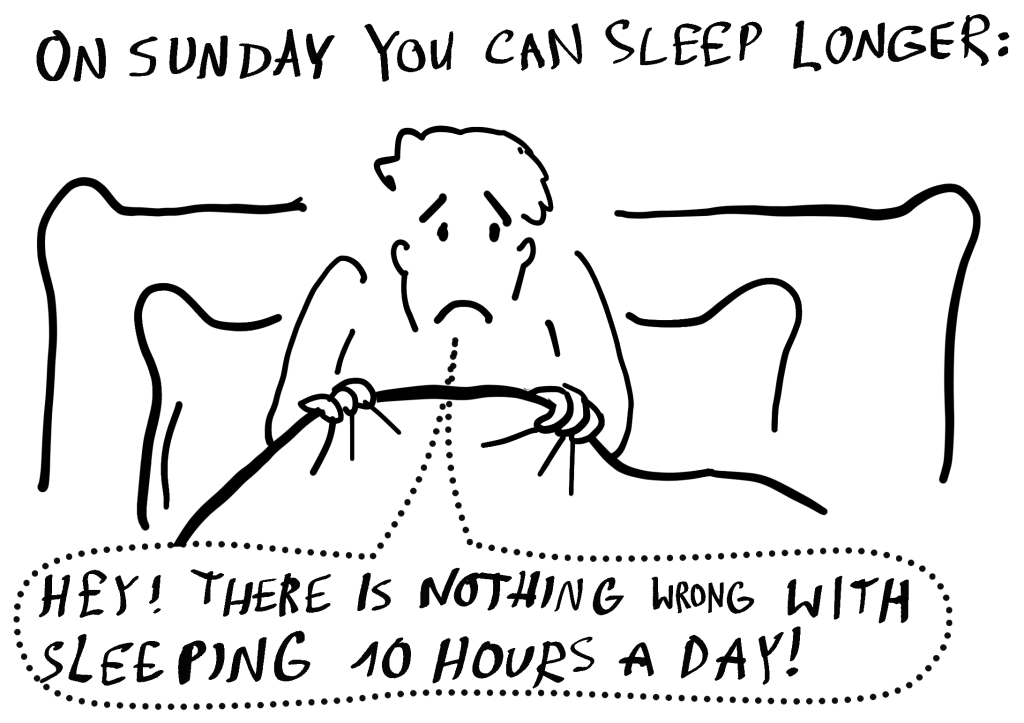 ON SUNDAY YOU CAN SLEEP LONGER:
HEY! THERE IS NOTHING WRONG WITH
SLEEPING 10 HOURS A DAY!